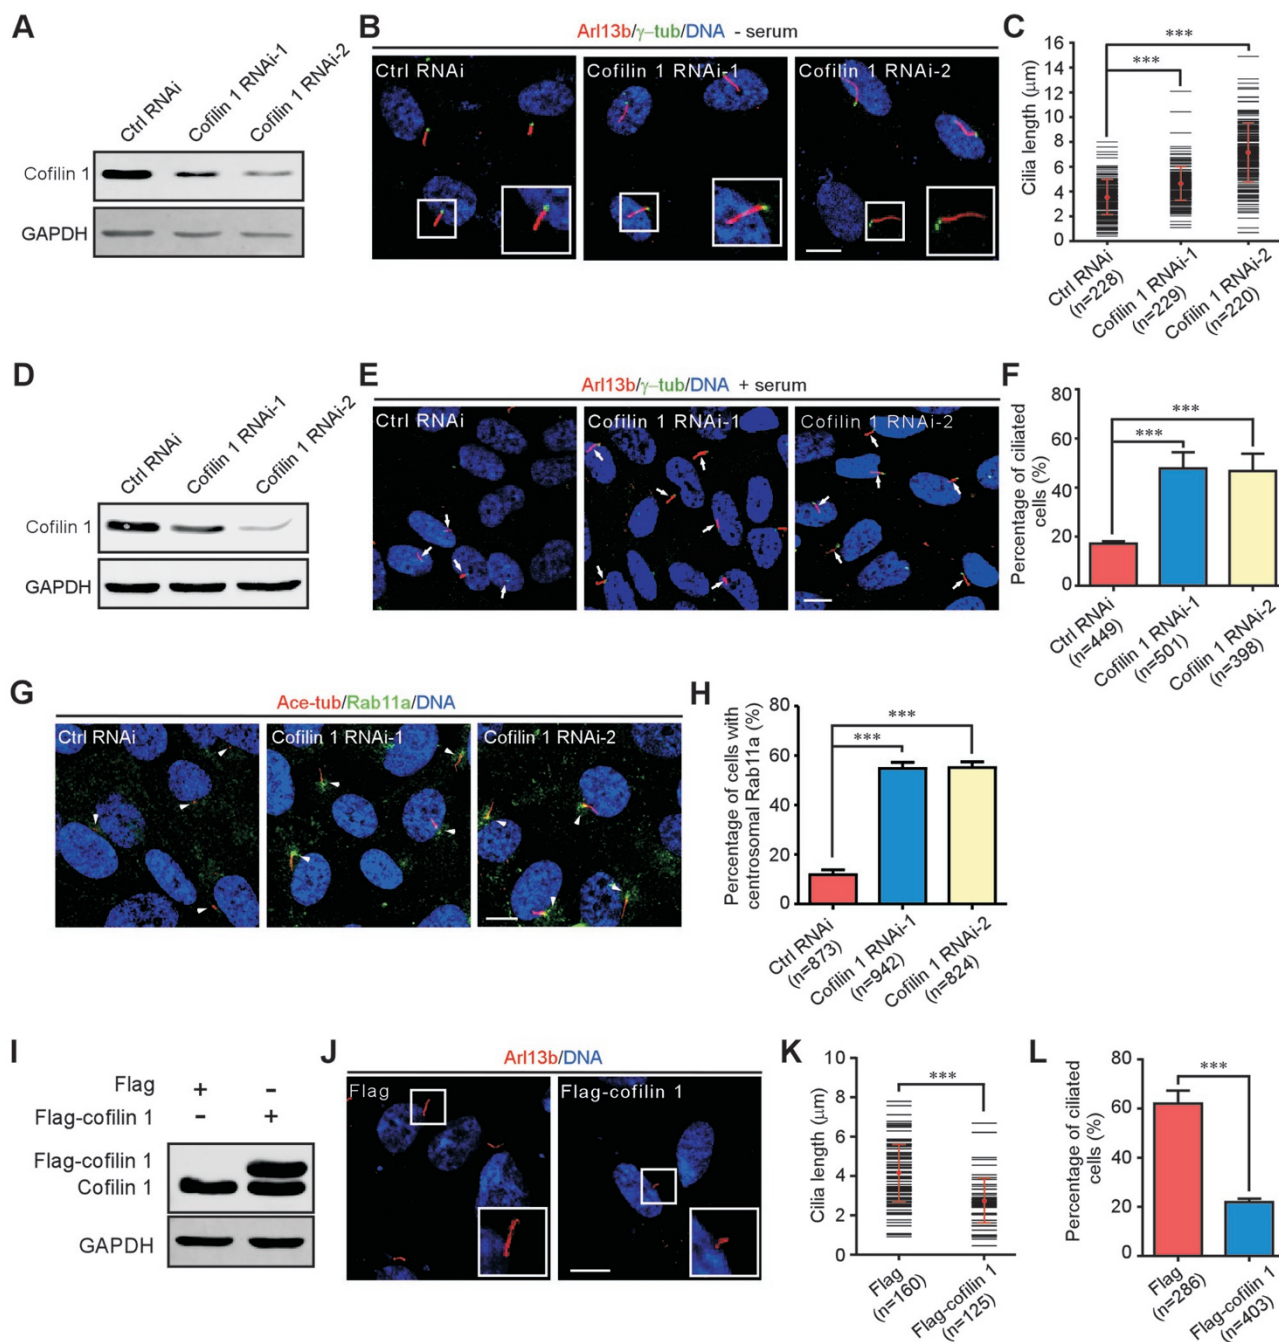 A
Ctrl RNAi
Cofilin 1 RNAi-1
Cofilin 1 RNAi-2
Cofilin 1
GAPDH
B
Arl13b/γ-tub/DNA - serum
Ctrl RNAi
Cofilin 1 RNAi-1
Cofilin 1 RNAi-2
C
Cilia length (μm)
16
14
12
10
8
6
4
2
0
***
***
Ctrl RNAi
(n=228)
Cofilin 1 RNAi-1
(n=229)
Cofilin 1 RNAi-2
(n=220)
D
Ctrl RNAi
Cofilin 1 RNAi-1
Cofilin 1 RNAi-2
Cofilin 1
GAPDH
E
Arl13b/γ-tub/DNA + serum
Ctrl RNAi
Cofilin 1 RNAi-1
Cofilin 1 RNAi-2
F
Percentage of ciliated
cells (%)
80
60
40
20
0
***
***
Ctrl RNAi
(n=449)
Cofilin 1 RNAi-1
(n=501)
Cofilin 1 RNAi-2
(n=398)
G
Ace-tub/Rab11a/DNA
Ctrl RNAi
Cofilin 1 RNAi-1
Cofilin 1 RNAi-2
H
Percentage of cells with
centrosomal Rab11a (%)
80
60
40
20
0
***
***
Ctrl RNAi
(n=873)
Cofilin 1 RNAi-1
(n=942)
Cofilin 1 RNAi-2
(n=824)
I
Flag + -
Flag-cofilin 1 - +
Flag-cofilin 1
Cofilin 1
GAPDH
J
Arl13b/DNA
Flag
Flag-cofilin 1
K
Cilia length (μm)
10
8
6
4
2
0
***
Flag
(n=160)
Flag-cofilin 1
(n=125)
L
Percentage of ciliated
cells (%)
80
60
40
20
0
***
Flag
(n=286)
Flag-cofilin 1
(n=403)